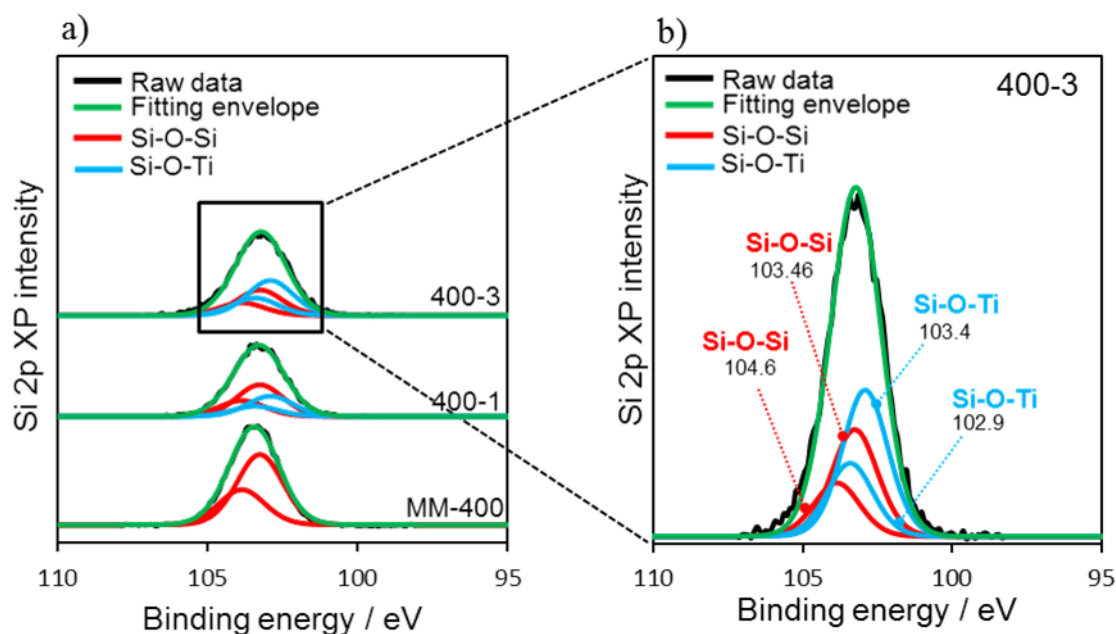 a)
Raw data
Fitting envelope
Si-O-Si
Si-O-Ti
Si 2p XP intensity
400-3
400-1
MM-400
110
105
100
95
Binding energy / eV
b)
400-3
Raw data
Fitting envelope
Si-O-Si
Si-O-Ti
Si 2p XP intensity
Si-O-Si
103.46
Si-O-Ti
103.4
Si-O-Si
104.6
Si-O-Ti
102.9
110
105
100
95
Binding energy / eV